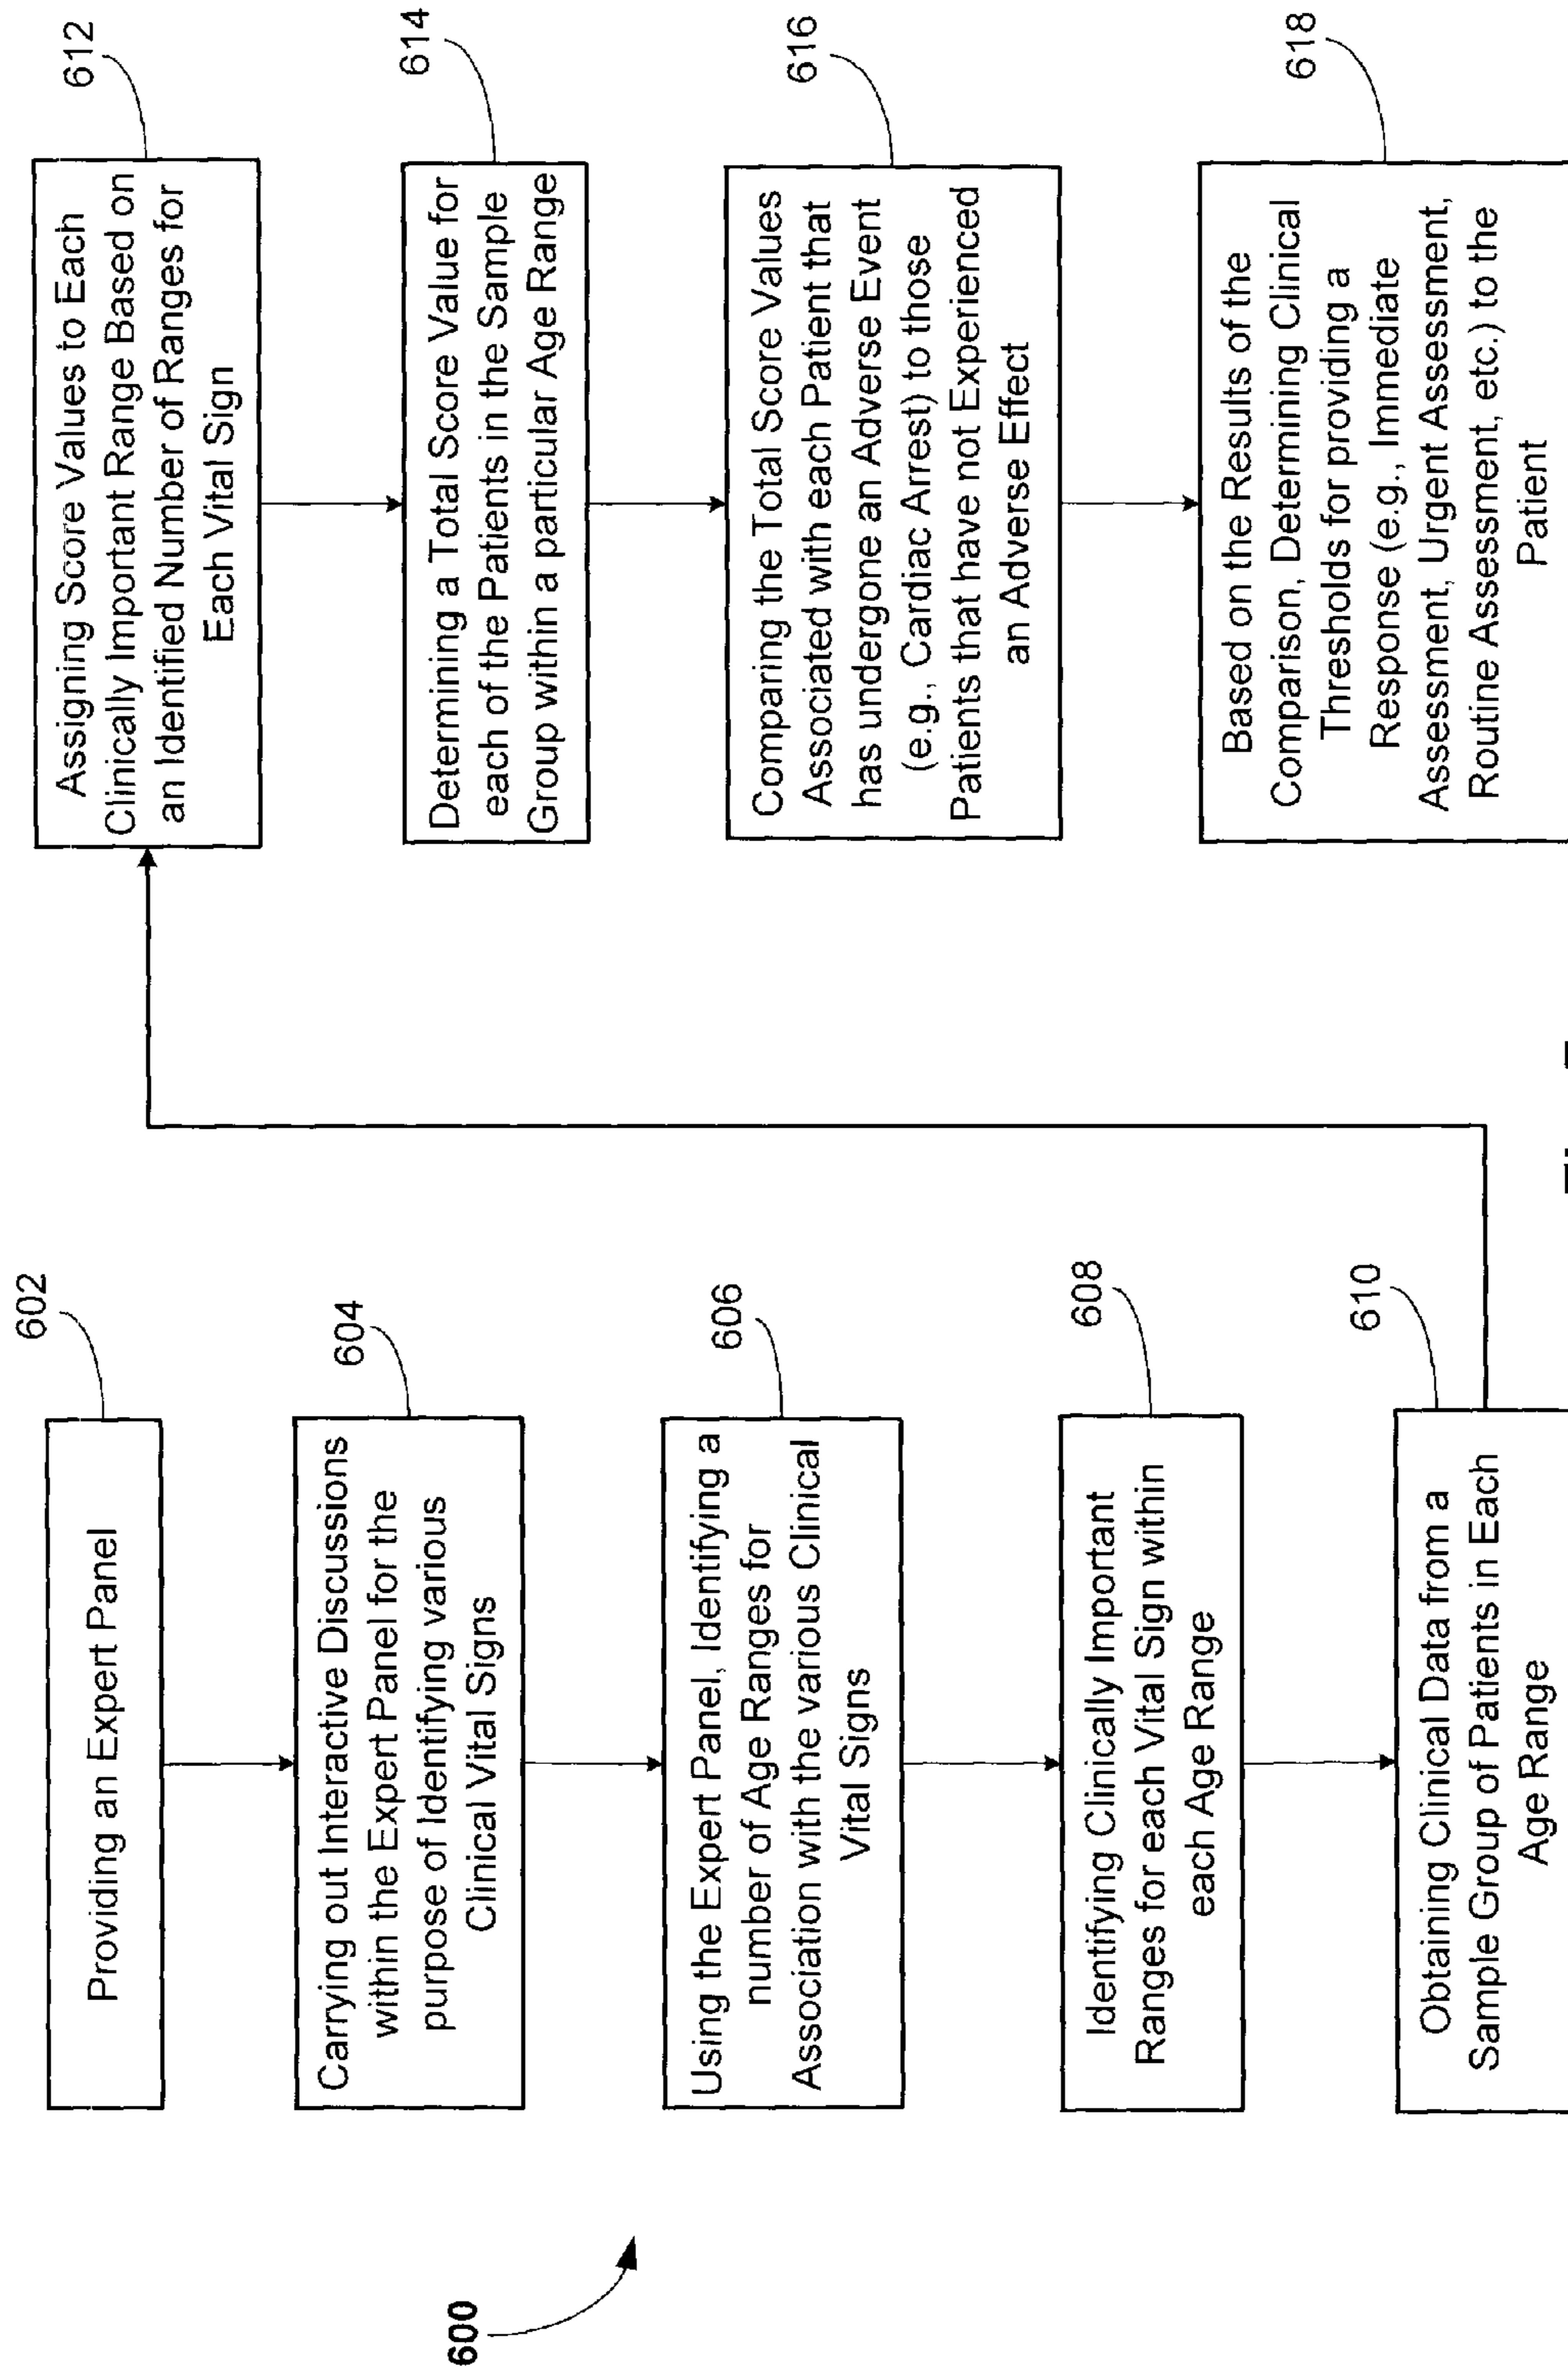 600
602
Providing an Expert Panel
604
Carrying out Interactive Discussions
within the Expert Panel for the
purpose of Identifying various
Clinical Vital Signs
606
Using the Expert Panel, Identifying a
number of Age Ranges for
Association with the various Clinical
Vital Signs
608
Identifying Clinically Important
Ranges for each Vital Sign within
each Age Range
610
Obtaining Clinical Data from a
Sample Group of Patients in Each
Age Range
612
Assigning Score Values to Each
Clinically Important Range Based on
an Identified Number of Ranges for
Each Vital Sign
614
Determining a Total Score Value for
each of the Patients in the Sample
Group within a particular Age Range
616
Comparing the Total Score Values
Associated with each Patient that
has undergone an Adverse Event
(e.g., Cardiac Arrest) to those
Patients that have not Experienced
an Adverse Effect
618
Based on the Results of the
Comparison, Determining Clinical
Thresholds for providing a
Response (e.g., Immediate
Assessment, Urgent Assessment,
Routine Assessment, etc.) to the
Patient